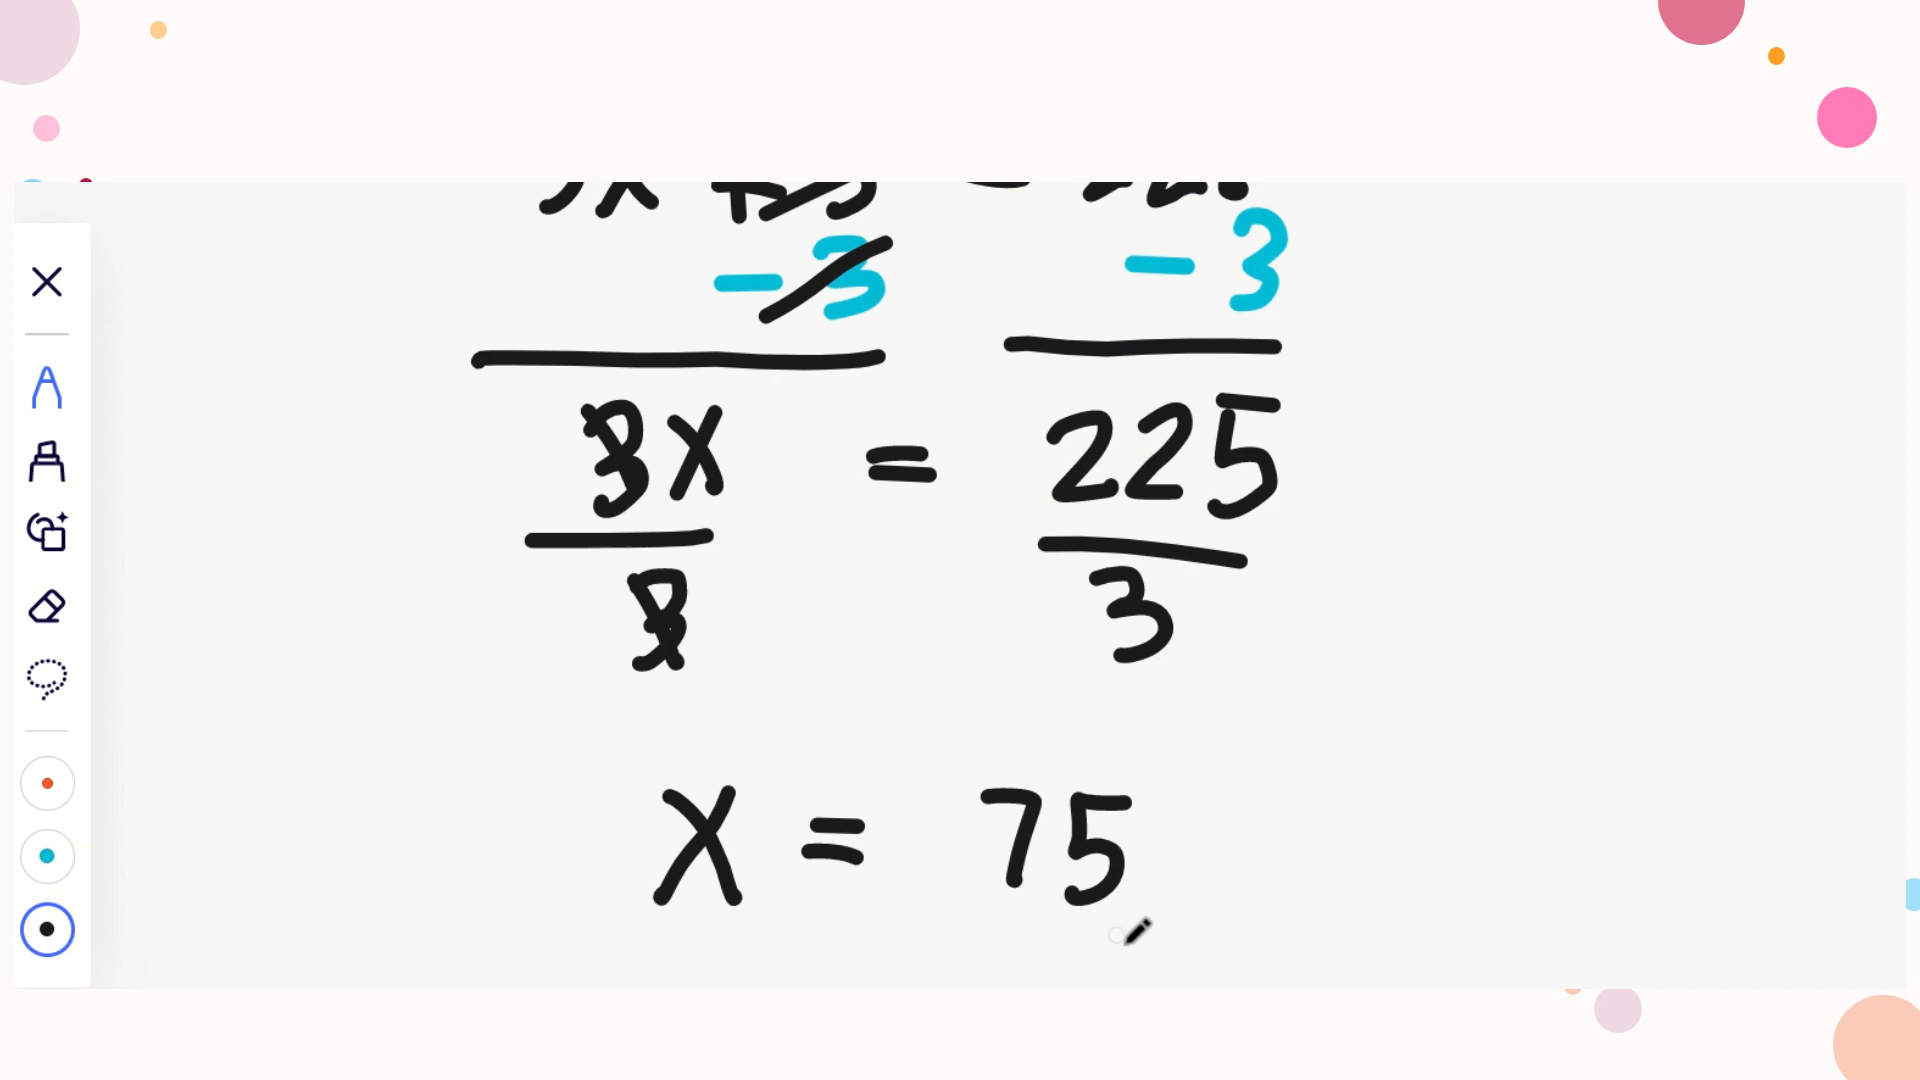 - 3 - 3
3x = 225
3 3
x = 75